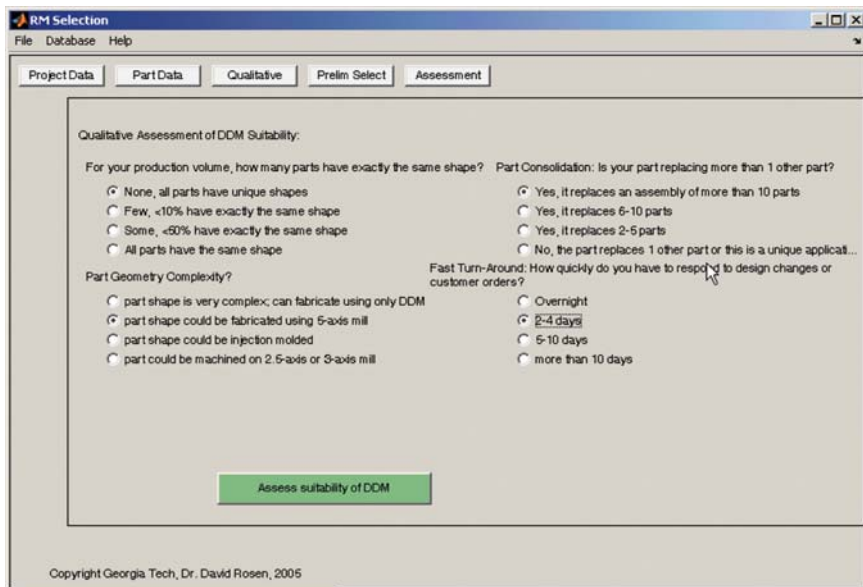 RM Selection
File Database Help
Project Data Part Data Qualitative Prelim Select Assessment
Qualitative Assessment of DDM Suitability:
For your production volume, how many parts have exactly the same shape?
None, all parts have unique shapes
Few, <10% have exactly the same shape
Some, <50% have exactly the same shape
All parts have the same shape
Part Consolidation: Is your part replacing more than 1 other part?
Yes, it replaces an assembly of more than 10 parts
Yes, it replaces 6-10 parts
Yes, it replaces 2-5 parts
No, the part replaces 1 other part or this is a unique applicati...
Part Geometry Complexity?
part shape is very complex; can fabricate using only DDM
part shape could be fabricated using 5-axis mill
part shape could be injection molded
part could be machined on 2.5-axis or 3-axis mill
Fast Turn-Around: How quickly do you have to respond to design changes or
customer orders?
Overnight
2-4 days
5-10 days
more than 10 days
Assess suitability of DDM
Copyright Georgia Tech, Dr. David Rosen, 2005